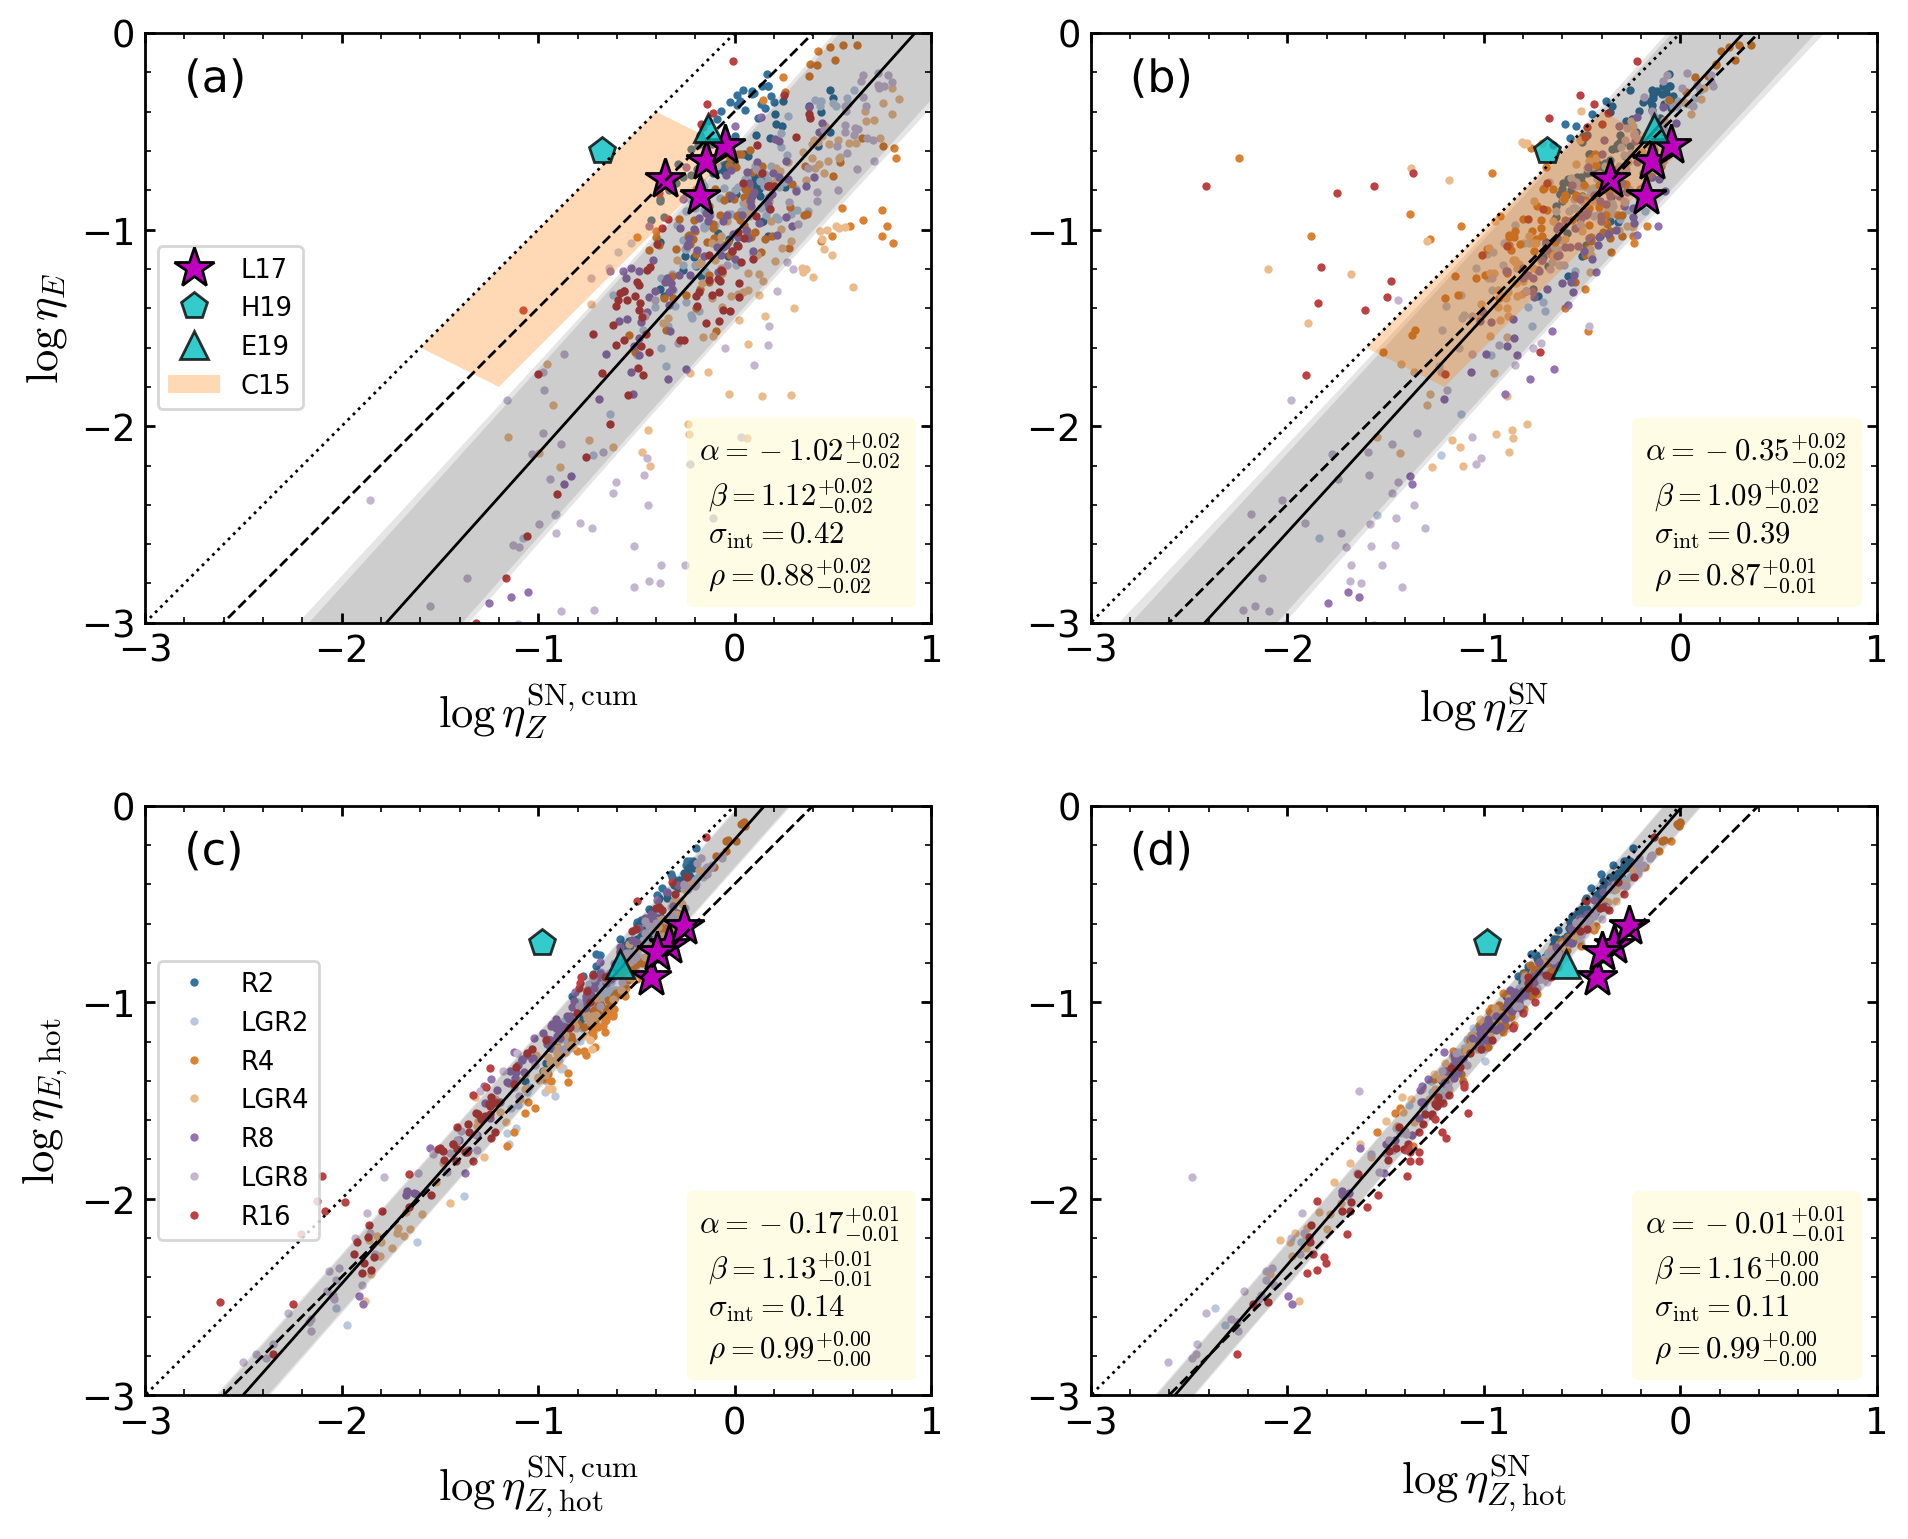 (a)
0
−1
−2
−3
log η_E
L17
H19
E19
C15
α = −1.02^{+0.02}_{−0.02}
β = 1.12^{+0.02}_{−0.02}
σ_int = 0.42
ρ = 0.88^{+0.02}_{−0.02}
−3 −2 −1 0 1
log η_Z^{SN, cum}
(b)
0
−1
−2
−3
α = −0.35^{+0.02}_{−0.02}
β = 1.09^{+0.02}_{−0.02}
σ_int = 0.39
ρ = 0.87^{+0.01}_{−0.01}
−3 −2 −1 0 1
log η_Z^{SN}
(c)
0
−1
−2
−3
log η_{E, hot}
R2
LGR2
R4
LGR4
R8
LGR8
R16
α = −0.17^{+0.01}_{−0.01}
β = 1.13^{+0.01}_{−0.01}
σ_int = 0.14
ρ = 0.99^{+0.00}_{−0.00}
−3 −2 −1 0 1
log η_{Z, hot}^{SN, cum}
(d)
0
−1
−2
−3
α = −0.01^{+0.01}_{−0.01}
β = 1.16^{+0.00}_{−0.00}
σ_int = 0.11
ρ = 0.99^{+0.00}_{−0.00}
−3 −2 −1 0 1
log η_{Z, hot}^{SN}